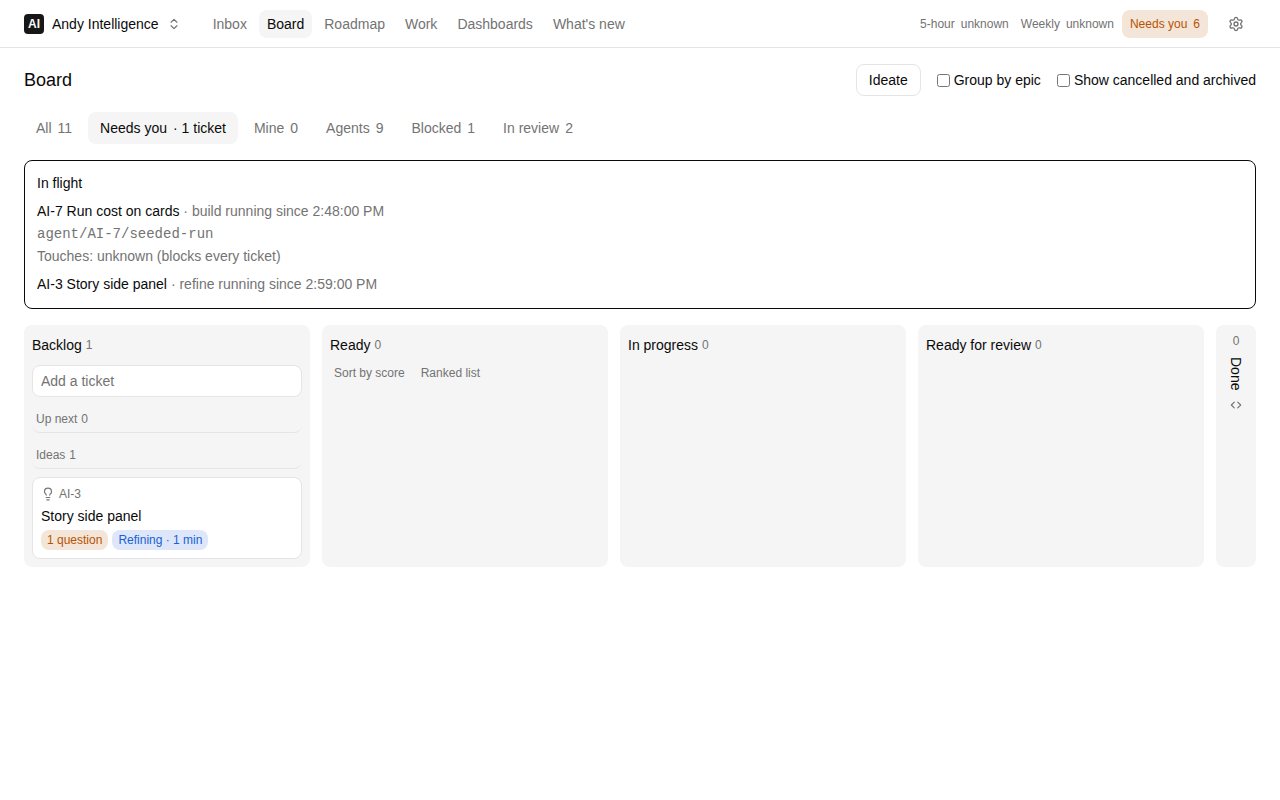 AI Andy Intelligence Inbox Board Roadmap Work Dashboards What's new 5-hour unknown Weekly unknown Needs you 6
Board Ideate Group by epic Show cancelled and archived
All 11 Needs you · 1 ticket Mine 0 Agents 9 Blocked 1 In review 2
In flight
AI-7 Run cost on cards · build running since 2:48:00 PM
agent/AI-7/seeded-run
Touches: unknown (blocks every ticket)
AI-3 Story side panel · refine running since 2:59:00 PM
Backlog 1
Add a ticket
Up next 0
Ideas 1
AI-3
Story side panel
1 question Refining · 1 min
Ready 0
Sort by score Ranked list
In progress 0
Ready for review 0
0
Done